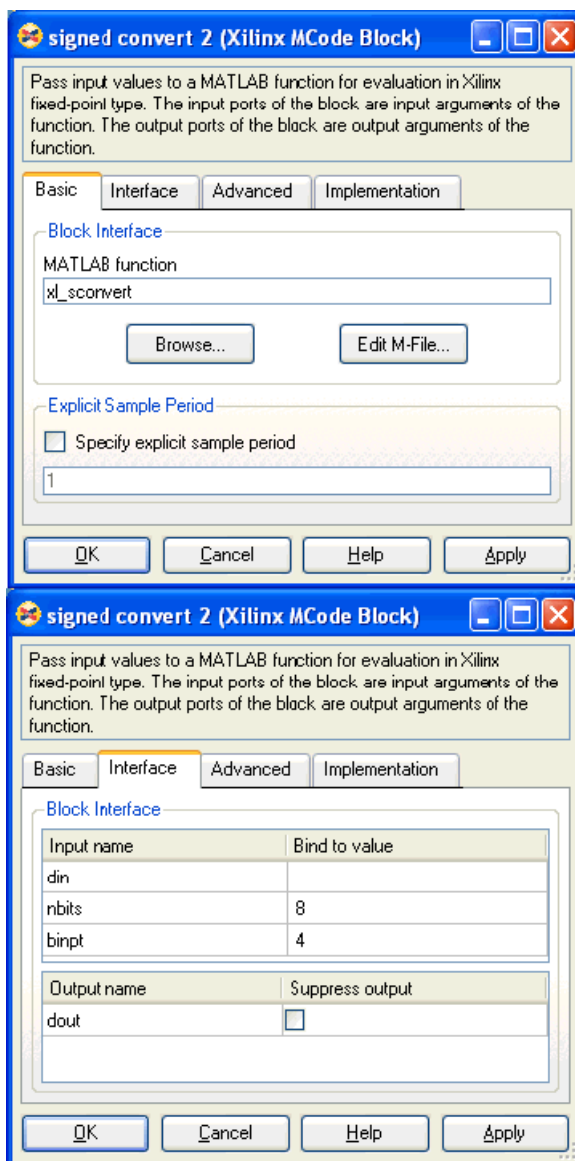 signed convert 2 (Xilinx MCode Block)
Pass input values to a MATLAB function for evaluation in Xilinx
fixed-point type. The input ports of the block are input arguments of the
function. The output ports of the block are output arguments of the
function.
Basic Interface Advanced Implementation
Block Interface
MATLAB function
xl_sconvert
Browse... Edit M-File...
Explicit Sample Period
Specify explicit sample period
1
OK Cancel Help Apply
signed convert 2 (Xilinx MCode Block)
Pass input values to a MATLAB function for evaluation in Xilinx
fixed-point type. The input ports of the block are input arguments of the
function. The output ports of the block are output arguments of the
function.
Basic Interface Advanced Implementation
Block Interface
Input name Bind to value
din
nbits 8
binpt 4
Output name Suppress output
dout
OK Cancel Help Apply